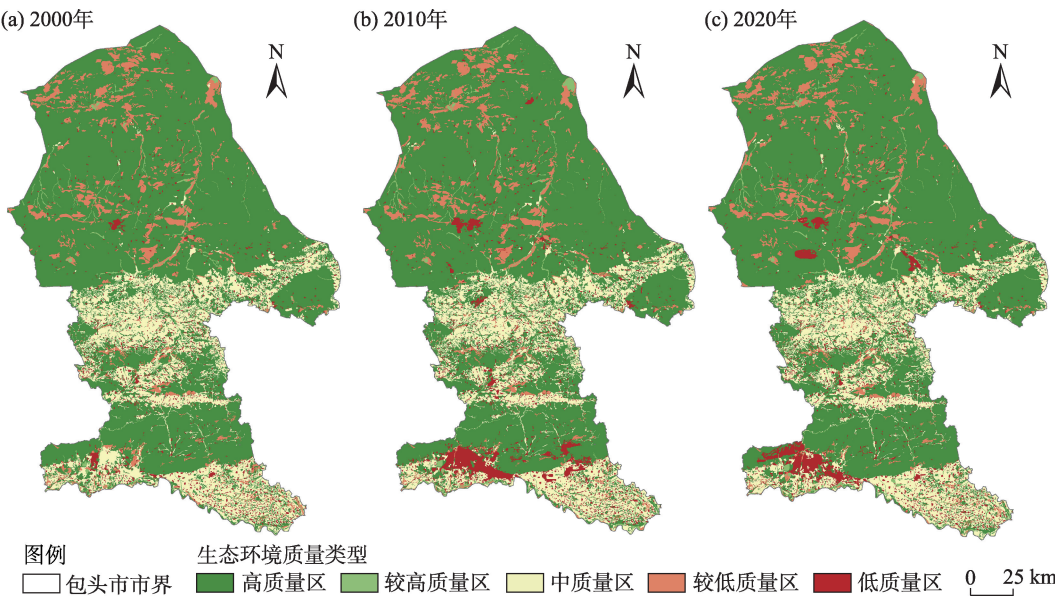 (a) 2000年
(b) 2010年
(c) 2020年
N
N
N
图例
生态环境质量类型
包头市市界
高质量区
较高质量区
中质量区
较低质量区
低质量区
0 25 km